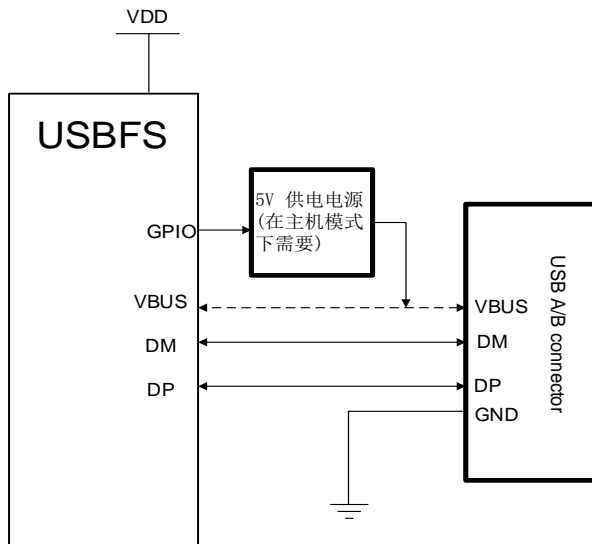 VDD
USBFS
5V 供电电源
(在主机模式
下需要)
GPIO
VBUS
VBUS
DM
DM
DP
DP
GND
USB A/B connector